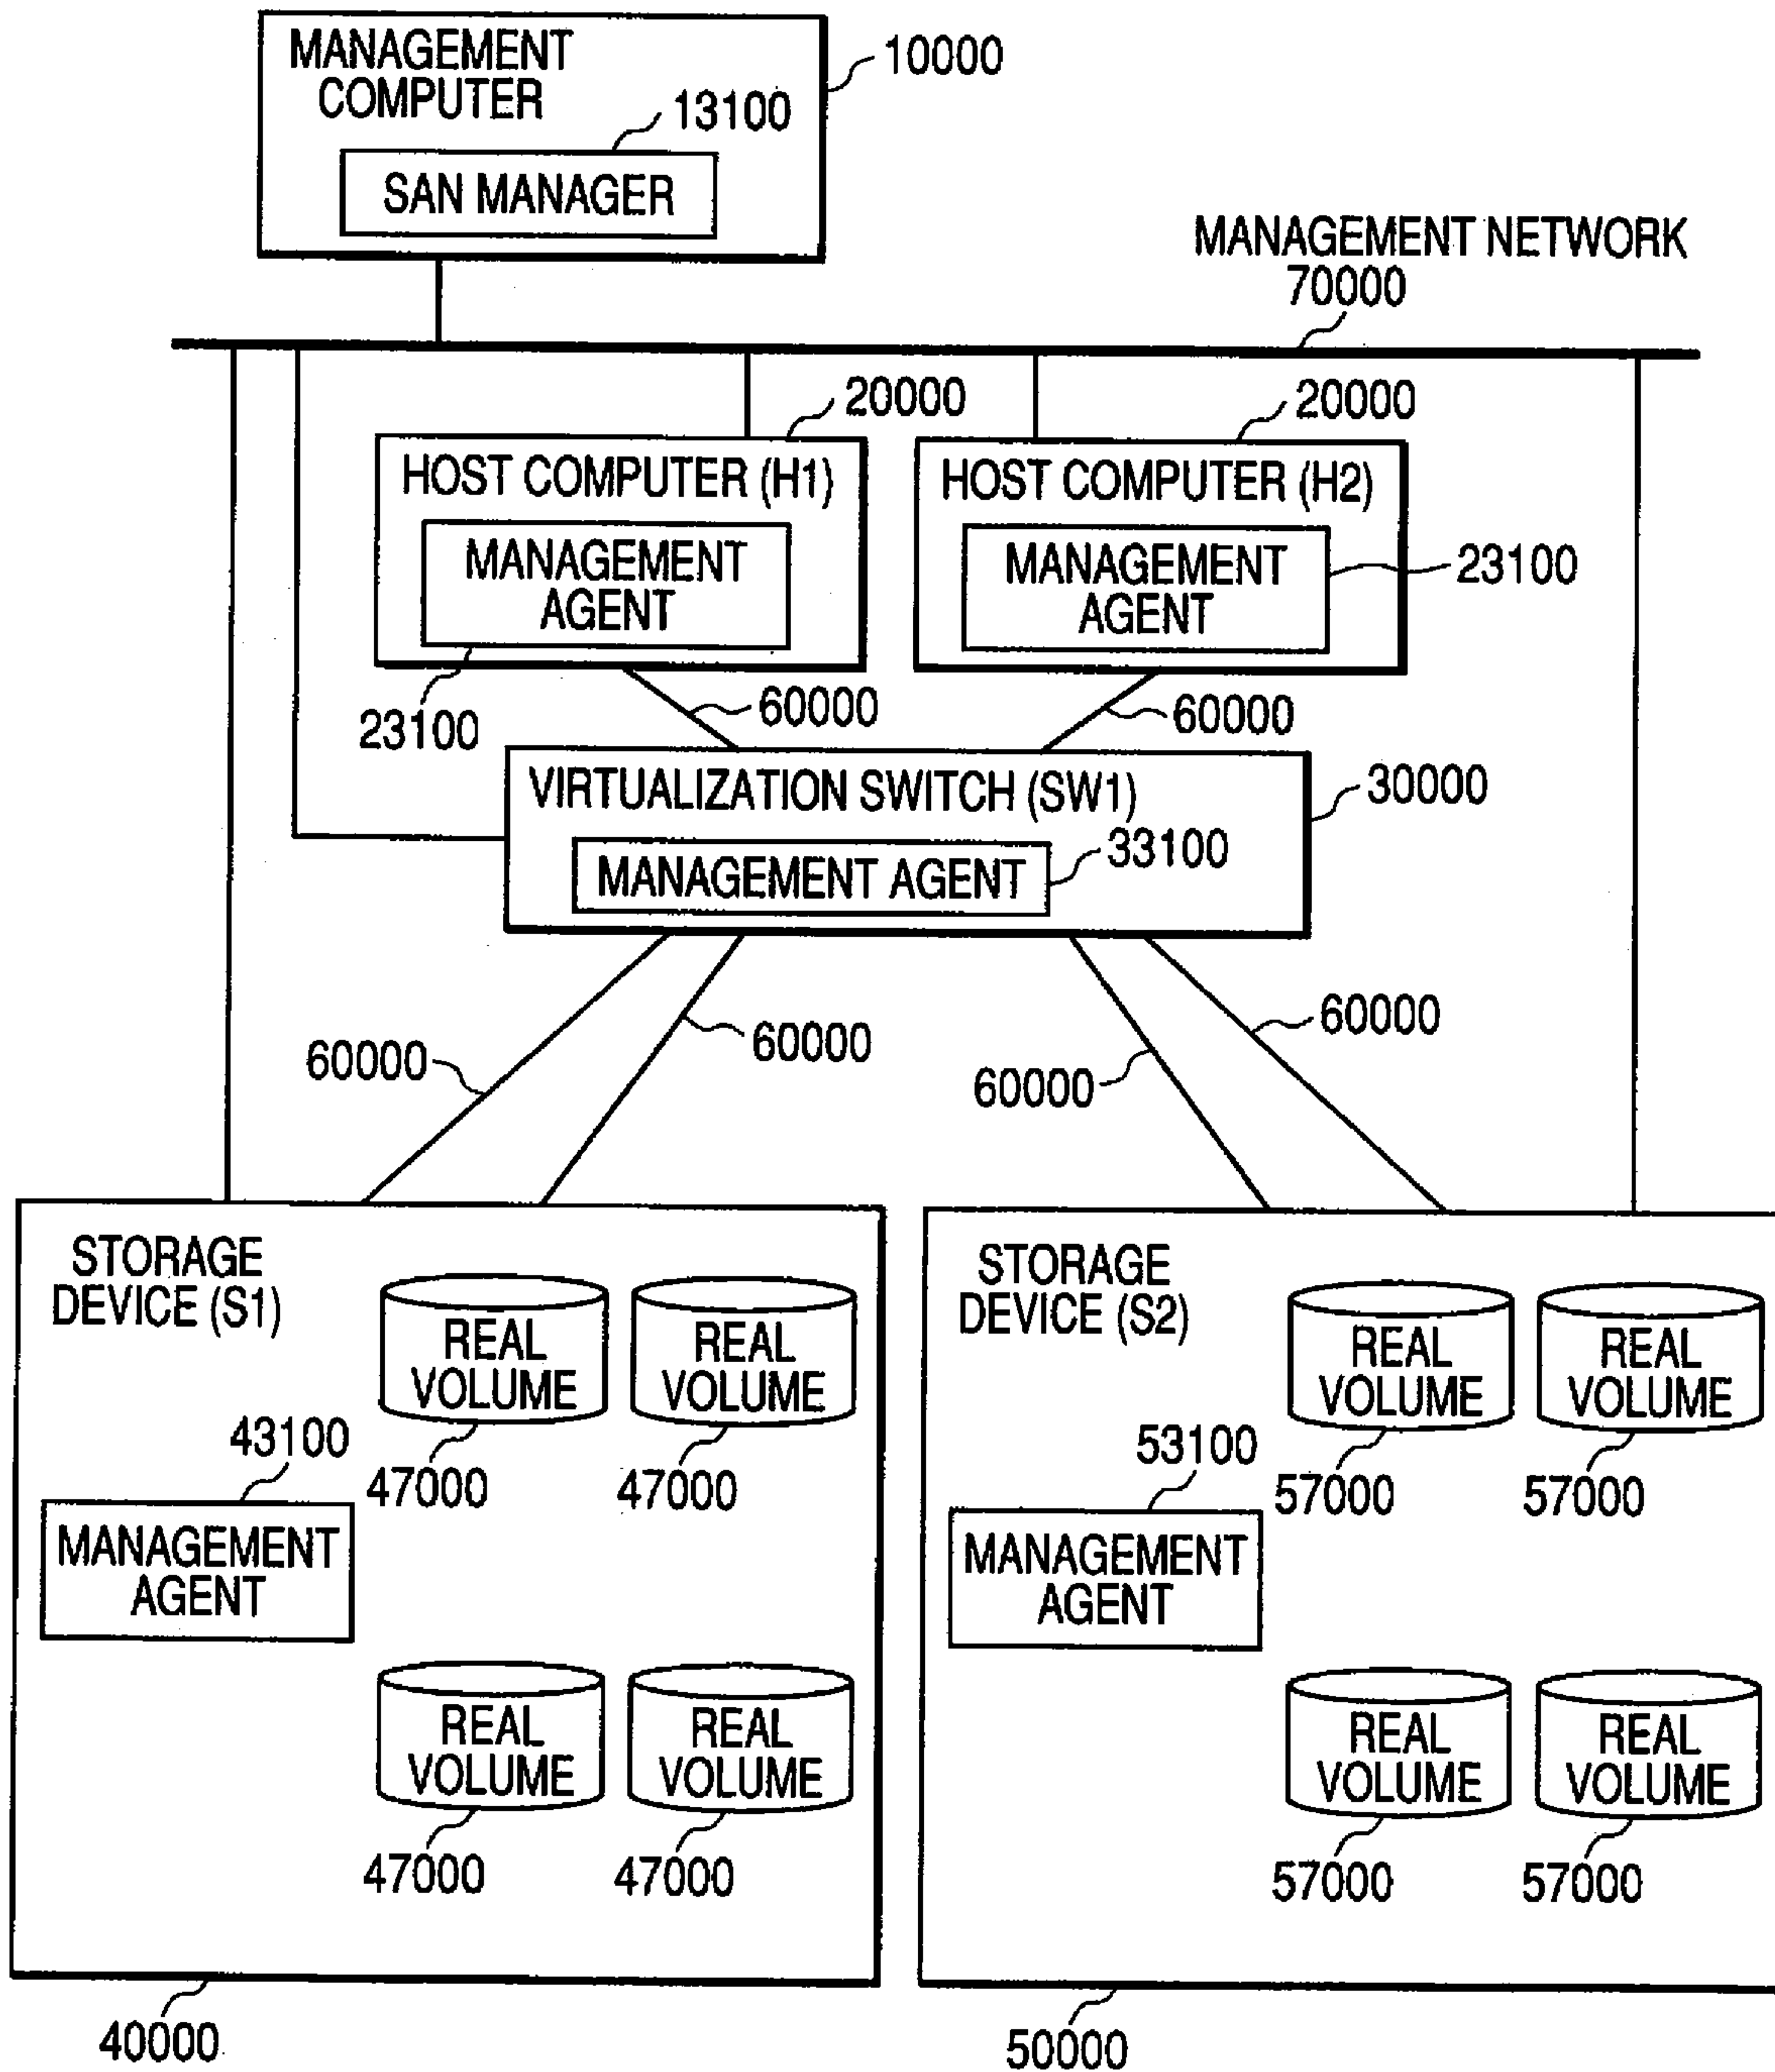 MANAGEMENT
COMPUTER
10000
13100
SAN MANAGER
MANAGEMENT NETWORK
70000
20000
20000
HOST COMPUTER (H1)
HOST COMPUTER (H2)
MANAGEMENT
AGENT
MANAGEMENT
AGENT
23100
23100
60000
60000
VIRTUALIZATION SWITCH (SW1)
30000
MANAGEMENT AGENT
33100
60000
60000
60000
60000
STORAGE
DEVICE (S1)
REAL
VOLUME
REAL
VOLUME
43100
47000
47000
MANAGEMENT
AGENT
REAL
VOLUME
REAL
VOLUME
47000
47000
40000
STORAGE
DEVICE (S2)
REAL
VOLUME
REAL
VOLUME
53100
57000
57000
MANAGEMENT
AGENT
REAL
VOLUME
REAL
VOLUME
57000
57000
50000